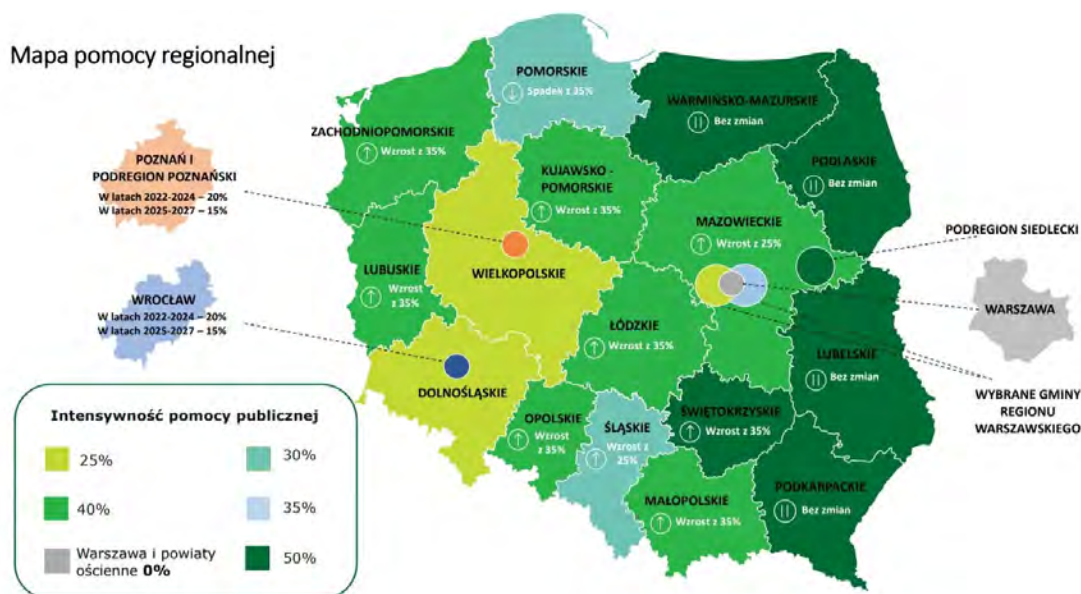 Mapa pomocy regionalnej
POMORSKIE
Spadek z 35%
WARMIŃSKO-MAZURSKIE
Bez zmian
ZACHODNIOPOMORSKIE
Wzrost z 35%
POZNAŃ I
PODREGION POZNAŃSKI
W latach 2022-2024 – 20%
W latach 2025-2027 – 15%
KUJAWSKO -
POMORSKIE
Wzrost z 35%
PODLASKIE
Bez zmian
MAZOWIECKIE
Wzrost z 25%
PODREGION SIEDLECKI
LUBUSKIE
Wzrost
z 35%
WIELKOPOLSKIE
WROCŁAW
W latach 2022-2024 – 20%
W latach 2025-2027 – 15%
WARSZAWA
ŁÓDZKIE
Wzrost z 35%
LUBELSKIE
Bez zmian
DOLNOŚLĄSKIE
WYBRANE GMINY
REGIONU
WARSZAWSKIEGO
OPOLSKIE
Wzrost
z 35%
ŚLĄSKIE
Wzrost z
25%
ŚWIĘTOKRZYSKIE
Wzrost z 35%
MAŁOPOLSKIE
Wzrost z 35%
PODKARPACKIE
Bez zmian
Intensywność pomocy publicznej
25%
30%
40%
35%
Warszawa i powiaty
ościenne 0%
50%